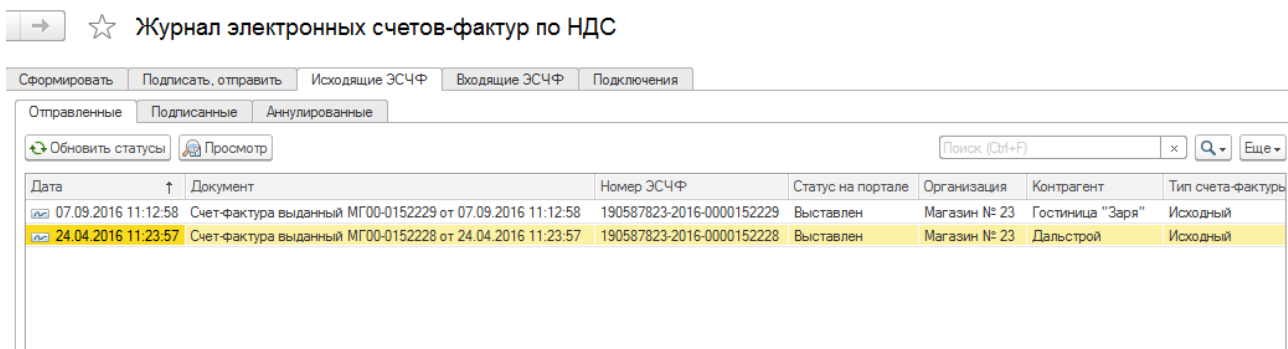 Журнал электронных счетов-фактур по НДС
Сформировать Подписать, отправить Исходящие ЭСЧФ Входящие ЭСЧФ Подключения
Отправленные Подписанные Аннулированные
Обновить статусы Просмотр Поиск (Ctrl+F) × Еще
Дата ↑ Документ Номер ЭСЧФ Статус на портале Организация Контрагент Тип счета-фактуры
07.09.2016 11:12:58 Счет-фактура выданный МГ00-0152229 от 07.09.2016 11:12:58 190587823-2016-0000152229 Выставлен Магазин № 23 Гостиница "Заря" Исходный
24.04.2016 11:23:57 Счет-фактура выданный МГ00-0152228 от 24.04.2016 11:23:57 190587823-2016-0000152228 Выставлен Магазин № 23 Дальстрой Исходный